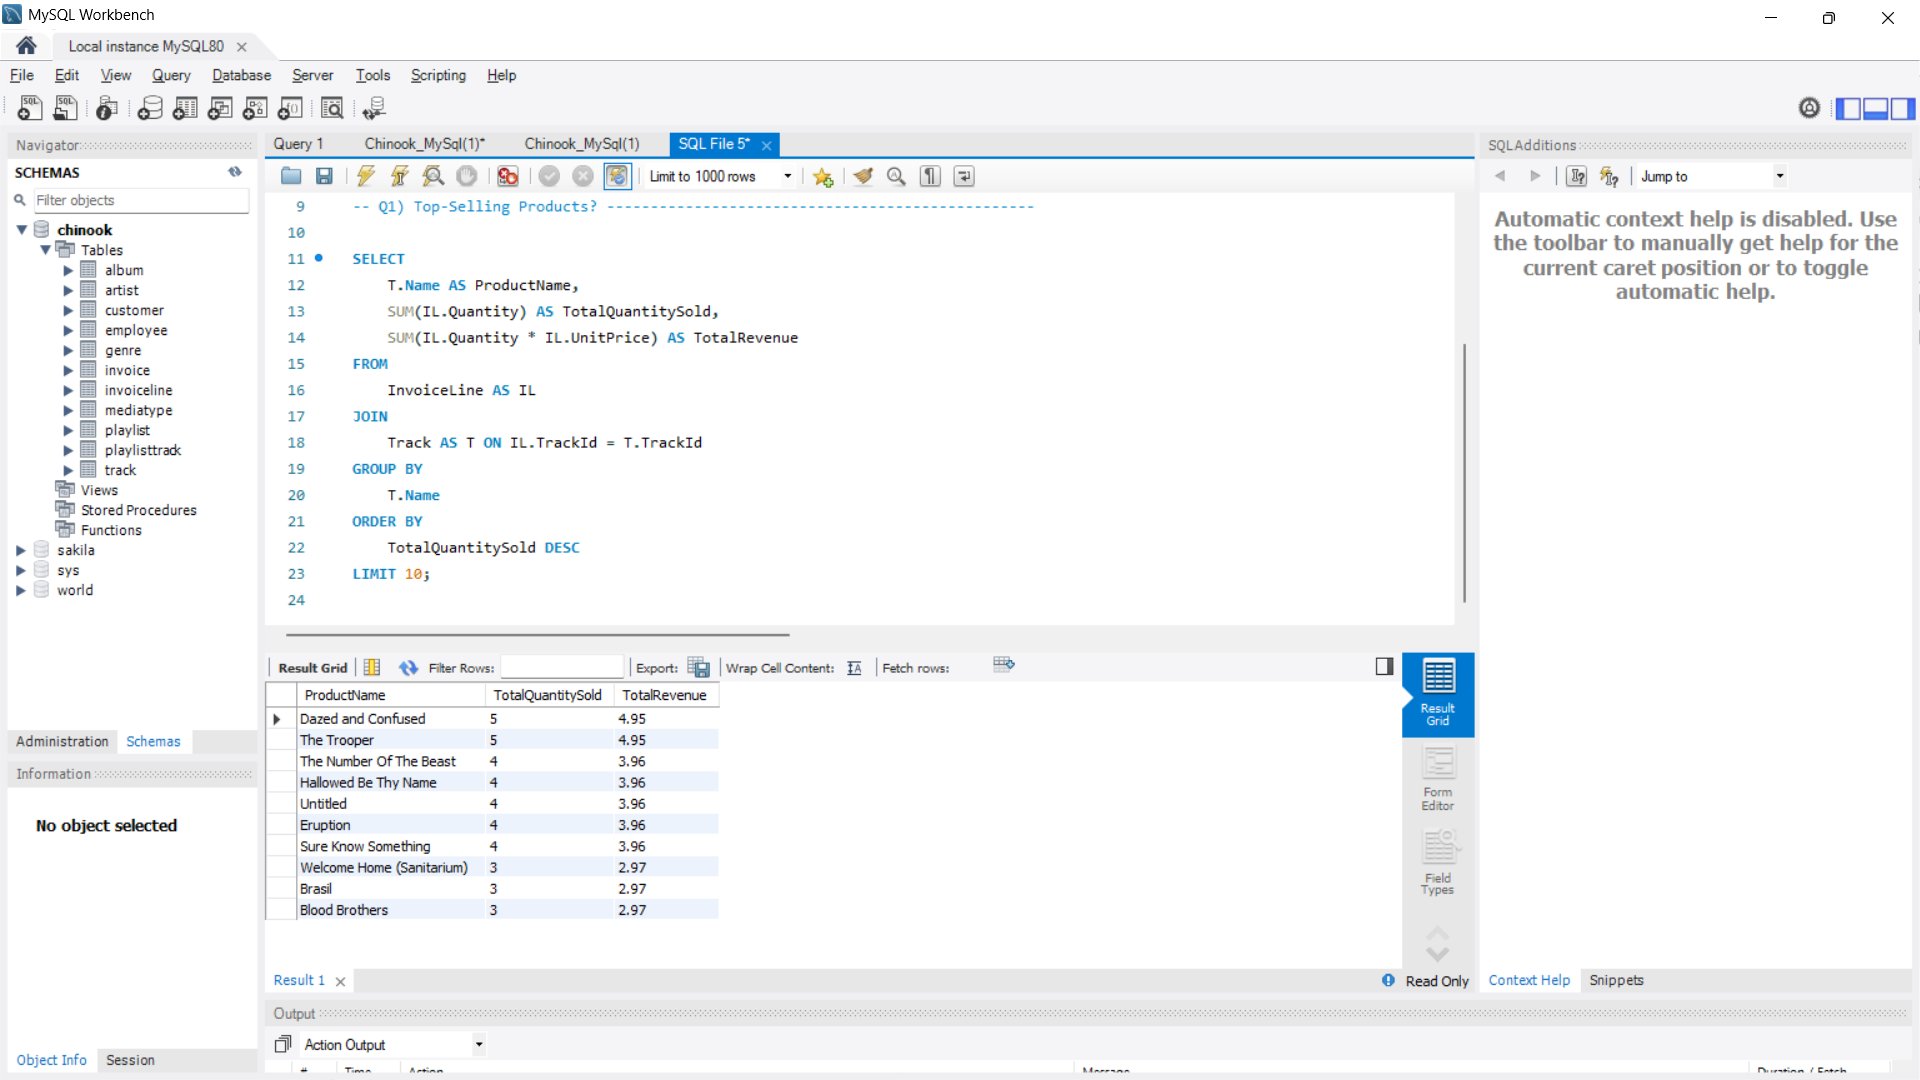 MySQL Workbench
Local instance MySQL80
File Edit View Query Database Server Tools Scripting Help
Navigator
SCHEMAS
Filter objects
chinook
Tables
album
artist
customer
employee
genre
invoice
invoiceline
mediatype
playlist
playlisttrack
track
Views
Stored Procedures
Functions
sakila
sys
world
Administration Schemas
Information
No object selected
Object Info Session
Query 1 Chinook_MySql(1)* Chinook_MySql(1) SQL File 5*
Limit to 1000 rows
9 -- Q1) Top-Selling Products? -------------------------------------------------
10
11 SELECT
12 T.Name AS ProductName,
13 SUM(IL.Quantity) AS TotalQuantitySold,
14 SUM(IL.Quantity * IL.UnitPrice) AS TotalRevenue
15 FROM
16 InvoiceLine AS IL
17 JOIN
18 Track AS T ON IL.TrackId = T.TrackId
19 GROUP BY
20 T.Name
21 ORDER BY
22 TotalQuantitySold DESC
23 LIMIT 10;
24
Result Grid Filter Rows: Export: Wrap Cell Content: Fetch rows:
ProductName TotalQuantitySold TotalRevenue
Dazed and Confused 5 4.95
The Trooper 5 4.95
The Number Of The Beast 4 3.96
Hallowed Be Thy Name 4 3.96
Untitled 4 3.96
Eruption 4 3.96
Sure Know Something 4 3.96
Welcome Home (Sanitarium) 3 2.97
Brasil 3 2.97
Blood Brothers 3 2.97
Result
Grid
Form
Editor
Field
Types
Result 1
Read Only
Output
Action Output
# Time Action Message Duration / Fetch
SQLAdditions
Jump to
Automatic context help is disabled. Use
the toolbar to manually get help for the
current caret position or to toggle
automatic help.
Context Help Snippets